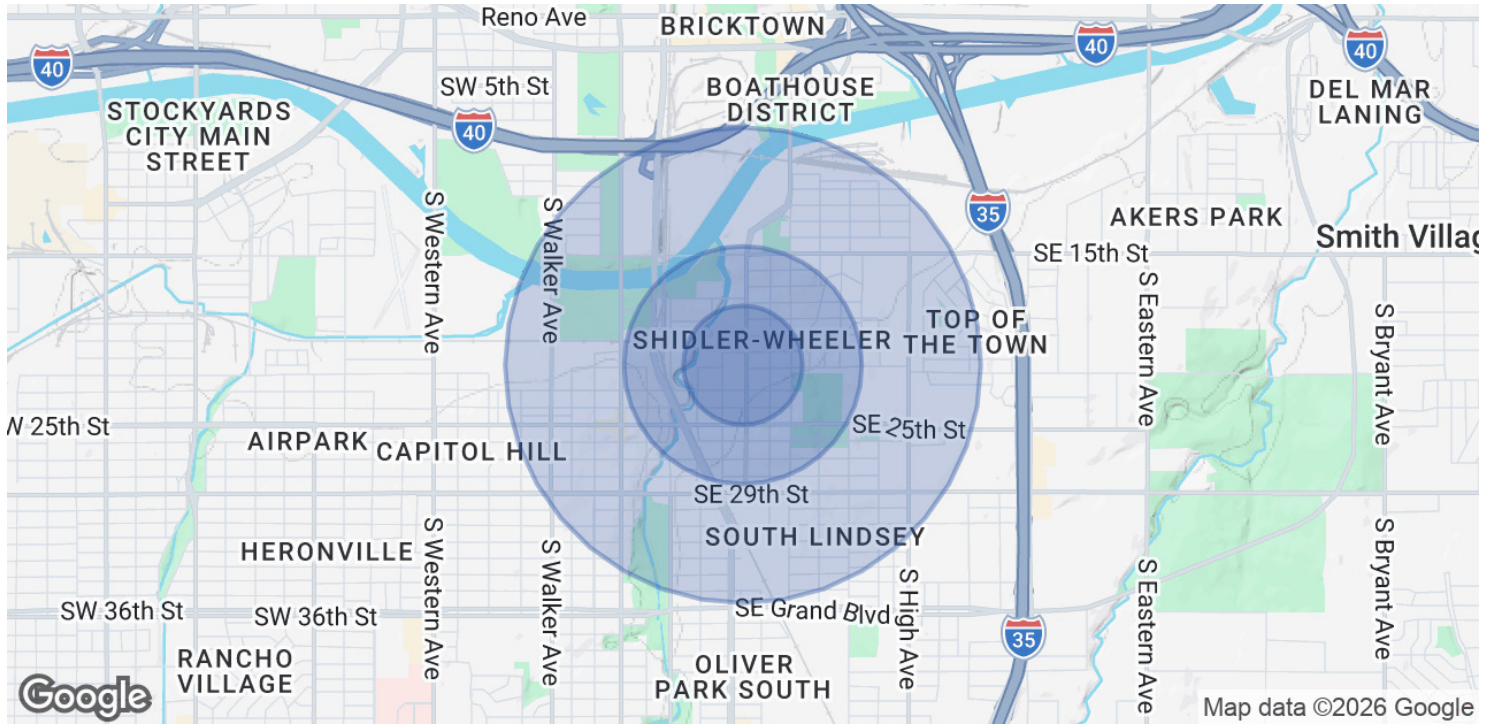 Reno Ave
BRICKTOWN
40
40
40
SW 5th St
BOATHOUSE
DISTRICT
DEL MAR
LANING
STOCKYARDS
CITY MAIN
STREET
40
S Western Ave
S Walker Ave
35
AKERS PARK
Smith Villag
SE 15th St
S Eastern Ave
S Bryant Ave
SHIDLER-WHEELER
TOP OF
THE TOWN
W 25th St
AIRPARK
CAPITOL HILL
SE 25th St
SE 29th St
SOUTH LINDSEY
HERONVILLE
S Western Ave
S Walker Ave
S High Ave
S Eastern Ave
S Bryant Ave
SW 36th St
SW 36th St
SE Grand Blvd
35
RANCHO
VILLAGE
OLIVER
PARK SOUTH
Google
Map data ©2026 Google